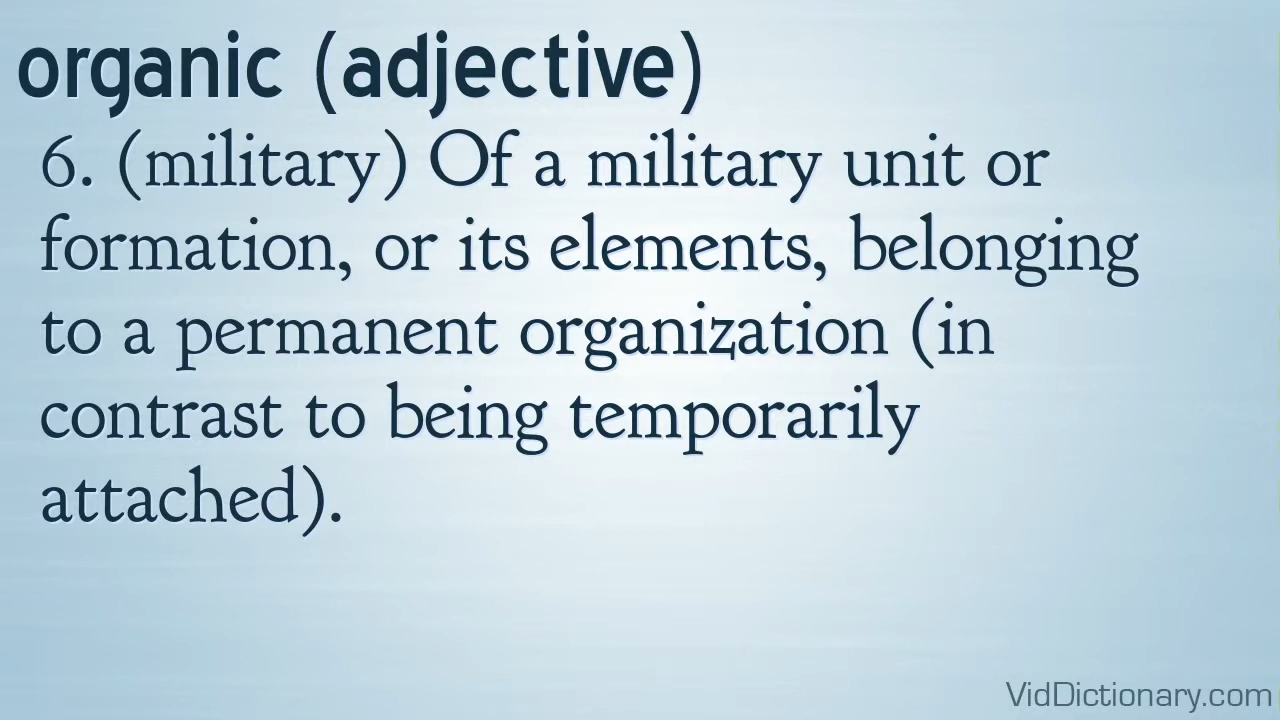 organic (adjective)
6. (military) Of a military unit or
formation, or its elements, belonging
to a permanent organization (in
contrast to being temporarily
attached).
VidDictionary.com